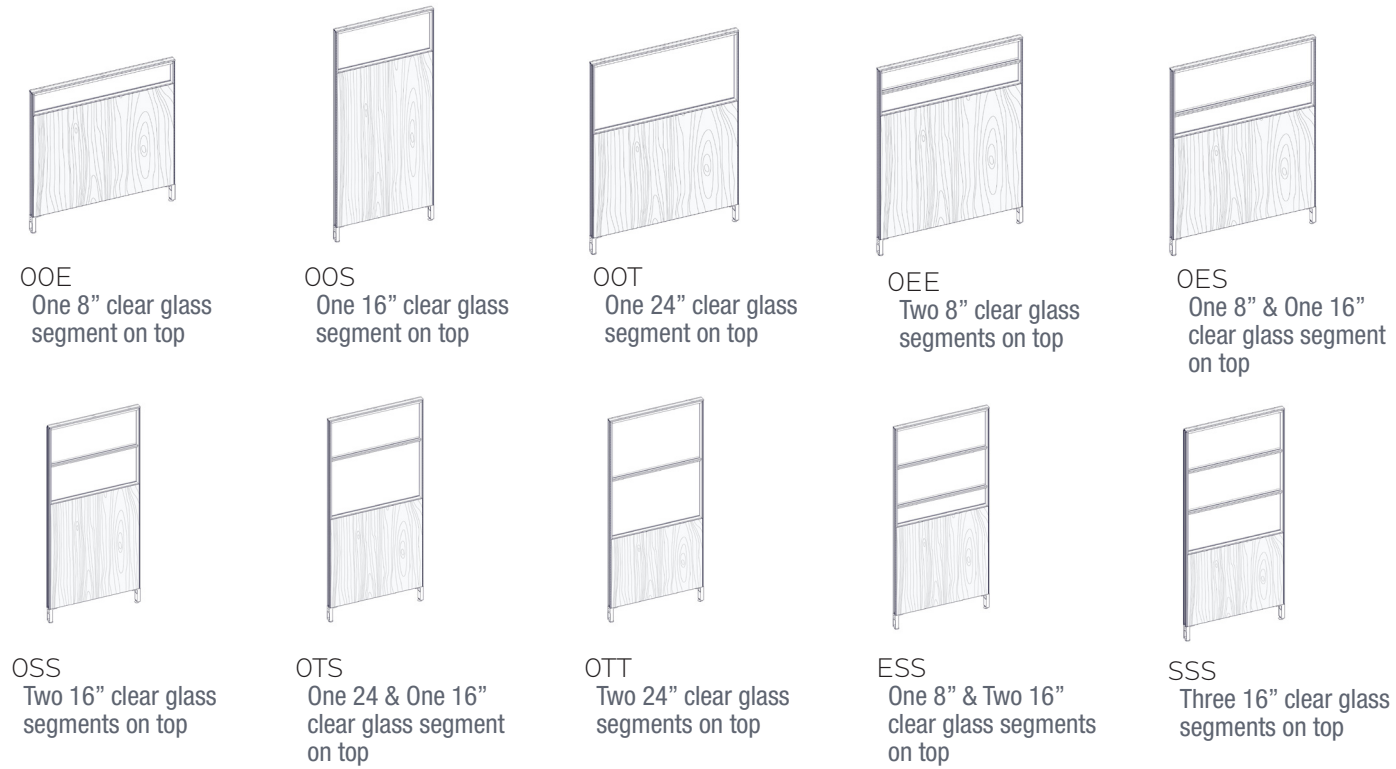 OOE
One 8” clear glass
segment on top
OOS
One 16” clear glass
segment on top
OOT
One 24” clear glass
segment on top
OEE
Two 8” clear glass
segments on top
OES
One 8” & One 16”
clear glass segment
on top
OSS
Two 16” clear glass
segments on top
OTS
One 24 & One 16”
clear glass segment
on top
OTT
Two 24” clear glass
segments on top
ESS
One 8” & Two 16”
clear glass segments
on top
SSS
Three 16” clear glass
segments on top